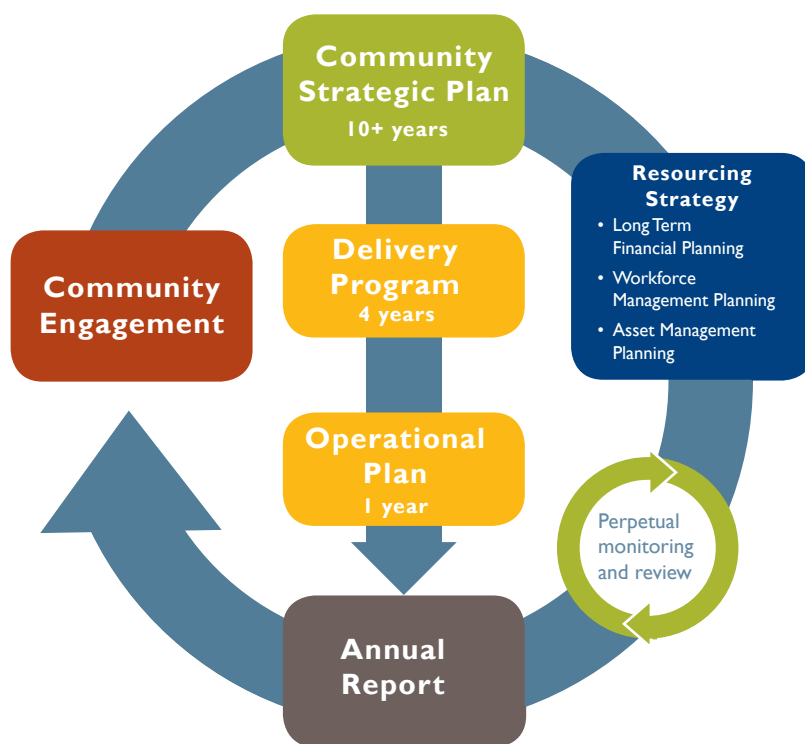 Community
Strategic Plan
10+ years
Resourcing
Strategy
• Long Term
Financial Planning
• Workforce
Management Planning
• Asset Management
Planning
Delivery
Program
4 years
Community
Engagement
Operational
Plan
1 year
Perpetual
monitoring
and review
Annual
Report